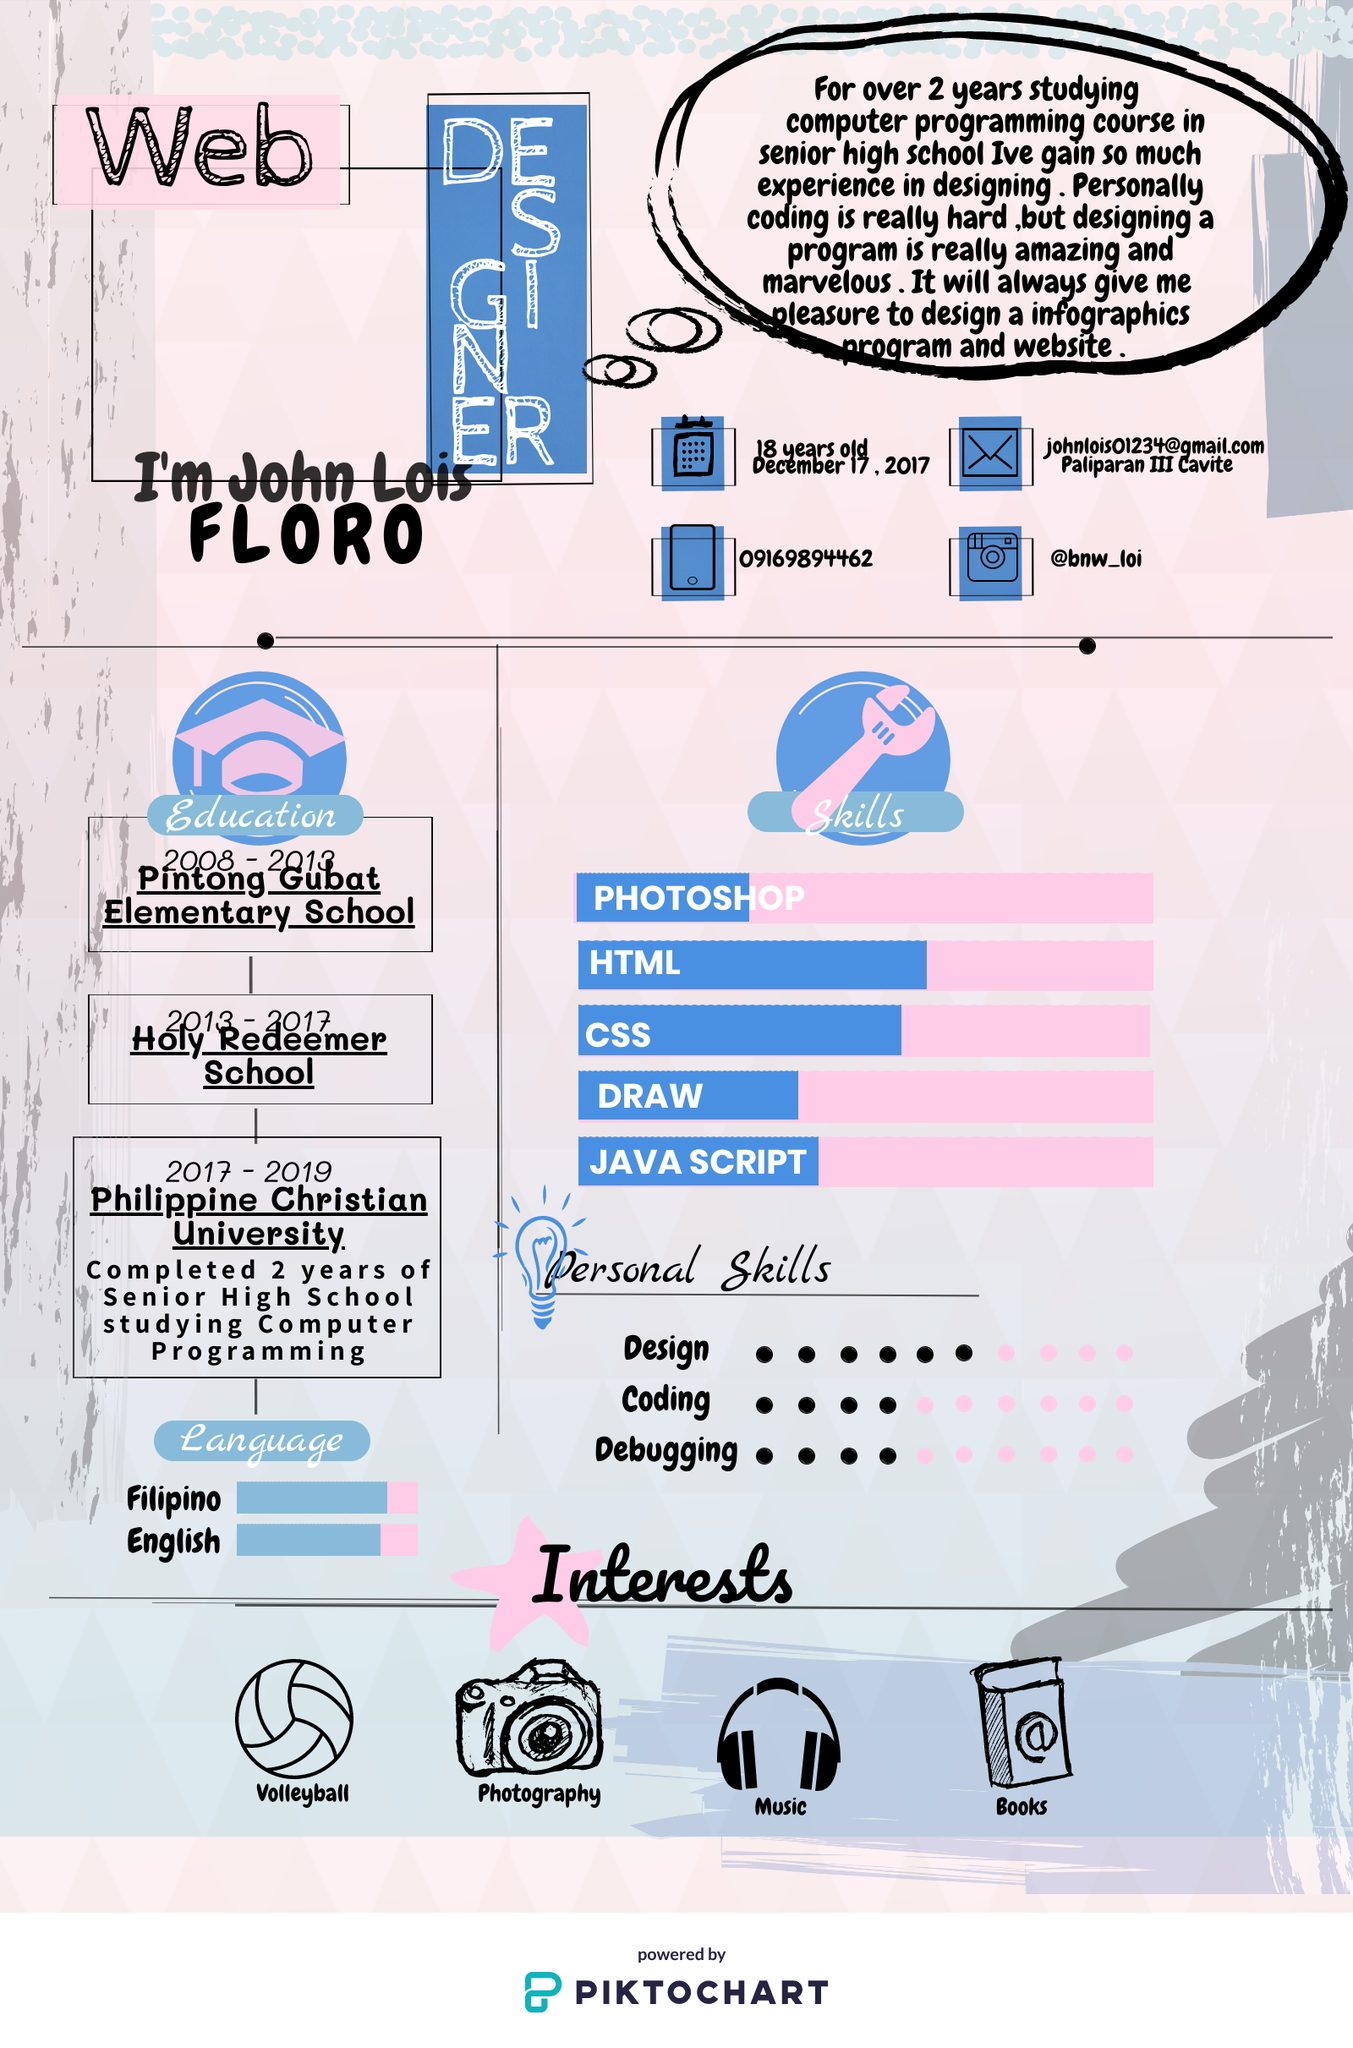 Web
DESIGNER
For over 2 years studying
computer programming course in
senior high school Ive gain so much
experience in designing . Personally
coding is really hard ,but designing a
program is really amazing and
marvelous . It will always give me
pleasure to design a infographics
program and website .
I'm John Lois
FLORO
18 years old
December 17 , 2017
johnlois01234@gmail.com
Paliparan III Cavite
09169894462
@bnw_loi
Education
2008 - 2013
Pintong Gubat
Elementary School
2013 - 2017
Holy Redeemer
School
2017 - 2019
Philippine Christian
University
Completed 2 years of
Senior High School
studying Computer
Programming
Language
Filipino
English
Skills
PHOTOSHOP
HTML
CSS
DRAW
JAVA SCRIPT
Personal Skills
Design
Coding
Debugging
Interests
Volleyball
Photography
Music
@
Books
powered by
PIKTOCHART